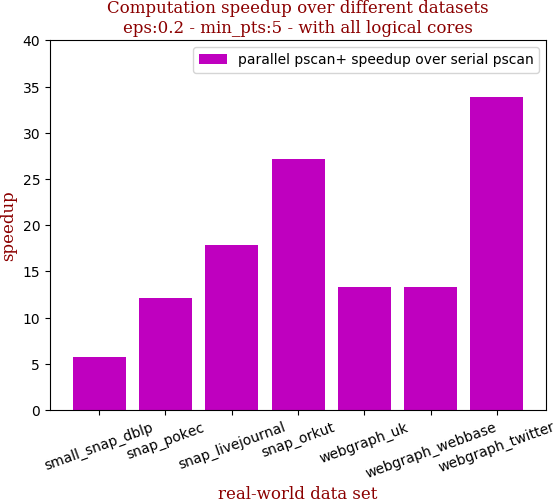 Computation speedup over different datasets
eps:0.2 - min_pts:5 - with all logical cores
parallel pscan+ speedup over serial pscan
speedup
40
35
30
25
20
15
10
5
0
small_snap_dblp
snap_pokec
snap_livejournal
snap_orkut
webgraph_uk
webgraph_webbase
webgraph_twitter
real-world data set